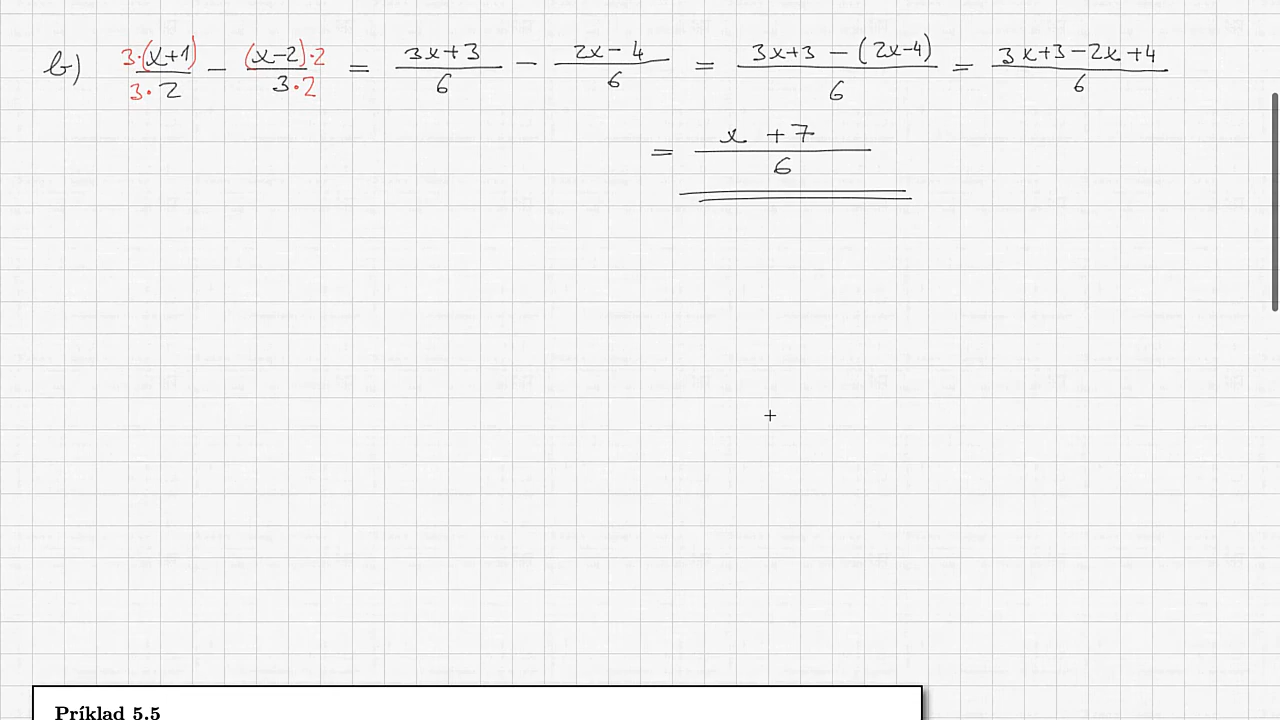 b) 3·(x+1)/3·2 − (x−2)·2/3·2 = 3x+3/6 − 2x−4/6 = 3x+3 − (2x−4)/6 = 3x+3−2x+4/6
= x +7/6
Príklad 5.5